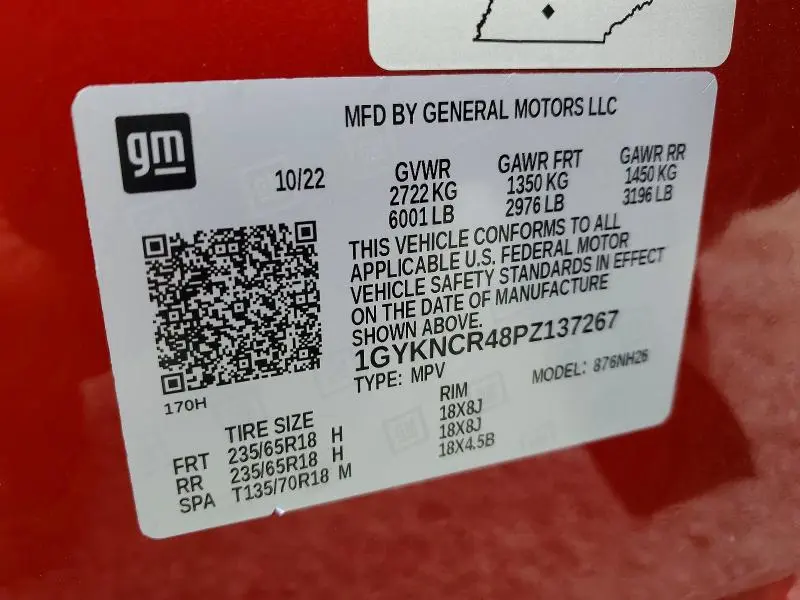 gm
MFD BY GENERAL MOTORS LLC
10/22
GVWR
2722 KG
6001 LB
GAWR FRT
1350 KG
2976 LB
GAWR RR
1450 KG
3196 LB
THIS VEHICLE CONFORMS TO ALL
APPLICABLE U.S. FEDERAL MOTOR
VEHICLE SAFETY STANDARDS IN EFFECT
ON THE DATE OF MANUFACTURE
SHOWN ABOVE.
1GYKNCR48PZ137267
TYPE: MPV
MODEL: 876NH26
170H
TIRE SIZE
RIM
FRT 235/65R18 H 18X8J
RR 235/65R18 H 18X8J
SPA T135/70R18 M 18X4.5B